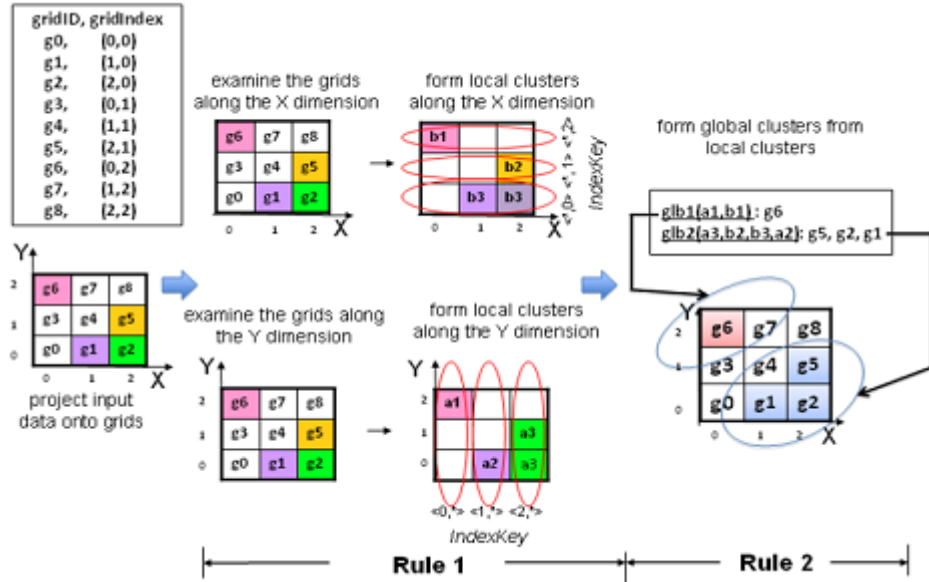 gridID, gridIndex
g0, (0,0)
g1, (1,0)
g2, (2,0)
g3, (0,1)
g4, (1,1)
g5, (2,1)
g6, (0,2)
g7, (1,2)
g8, (2,2)
Y
2 g6 g7 g8
1 g3 g4 g5
0 g0 g1 g2
0 1 2 X
project input
data onto grids
examine the grids
along the X dimension
g6 g7 g8
g3 g4 g5
g0 g1 g2
0 1 2 X
form local clusters
along the X dimension
b1
b2
b3 b3
0 1 2 X
<*,0> <*,1> <*,2>
IndexKey
examine the grids along
the Y dimension
Y
2 g6 g7 g8
1 g3 g4 g5
0 g0 g1 g2
form local clusters
along the Y dimension
Y
2 a1
1 a3
0 a2 a3
<0,*> <1,*> <2,*>
IndexKey
form global clusters from
local clusters
glb1(a1,b1) : g6
glb2(a3,b2,b3,a2): g5, g2, g1
Y
2 g6 g7 g8
1 g3 g4 g5
0 g0 g1 g2
0 1 2 X
Rule 1
Rule 2